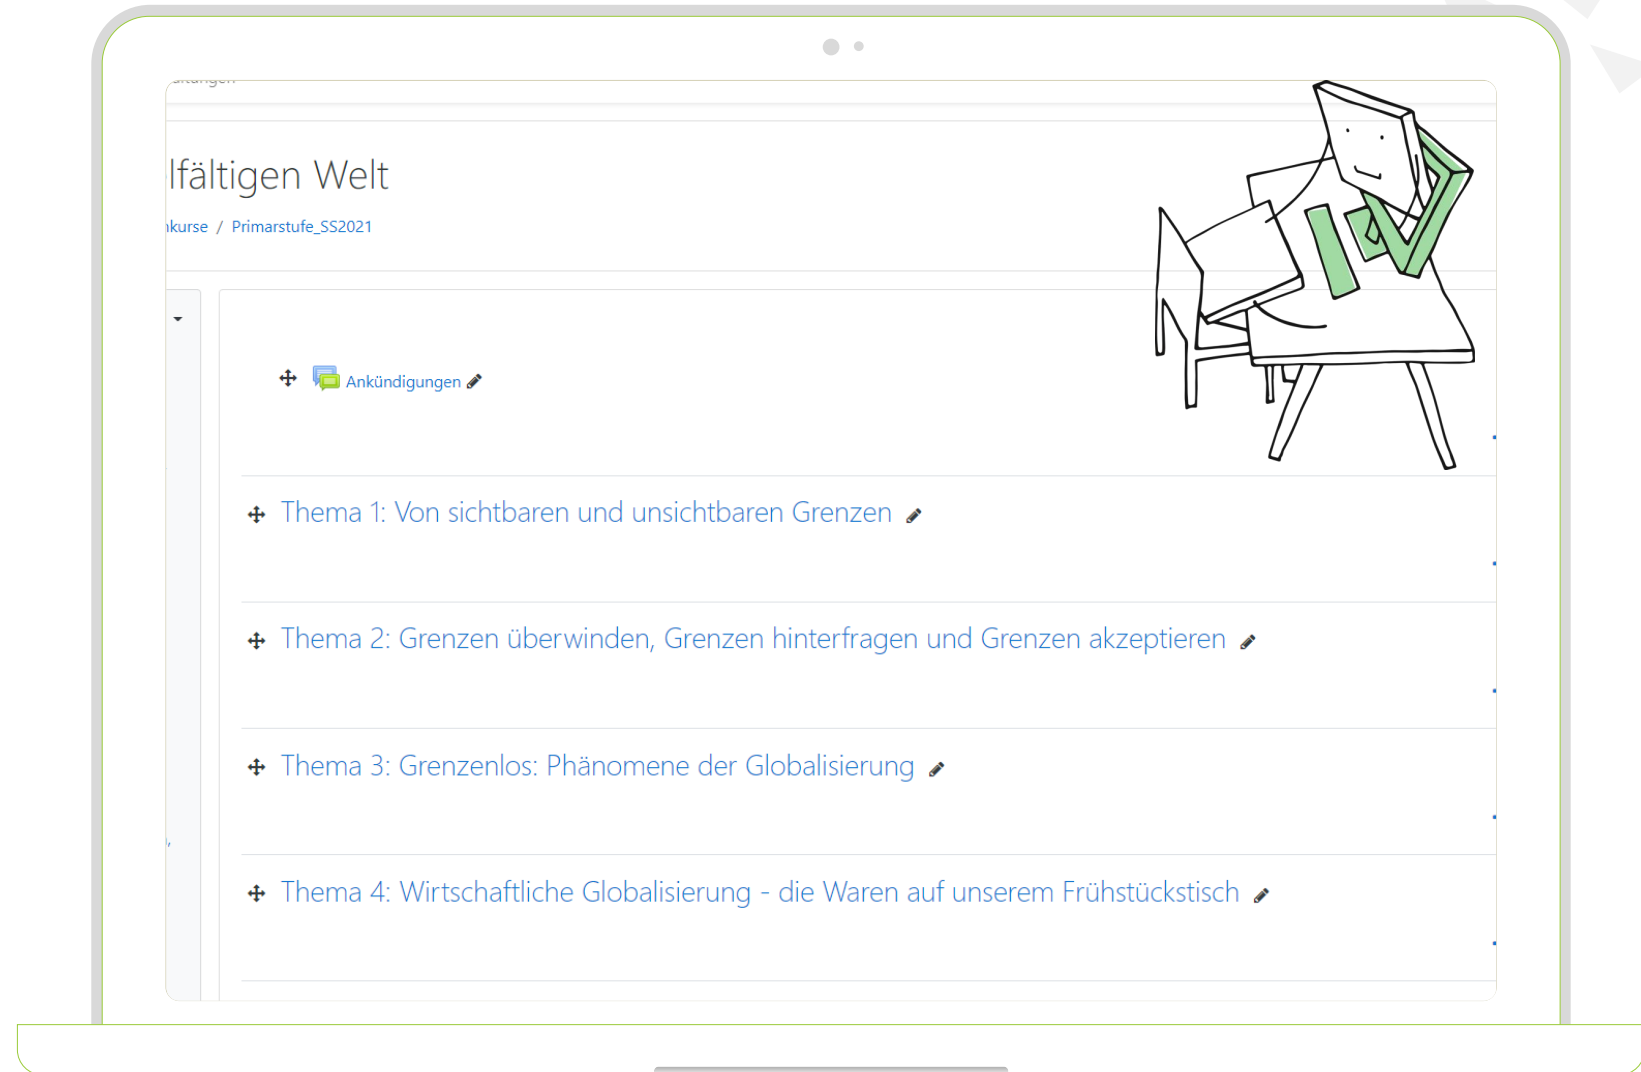 lfältigen Welt
kurse / Primarstufe_SS2021
Ankündigungen
Thema 1: Von sichtbaren und unsichtbaren Grenzen
Thema 2: Grenzen überwinden, Grenzen hinterfragen und Grenzen akzeptieren
Thema 3: Grenzenlos: Phänomene der Globalisierung
Thema 4: Wirtschaftliche Globalisierung - die Waren auf unserem Frühstückstisch